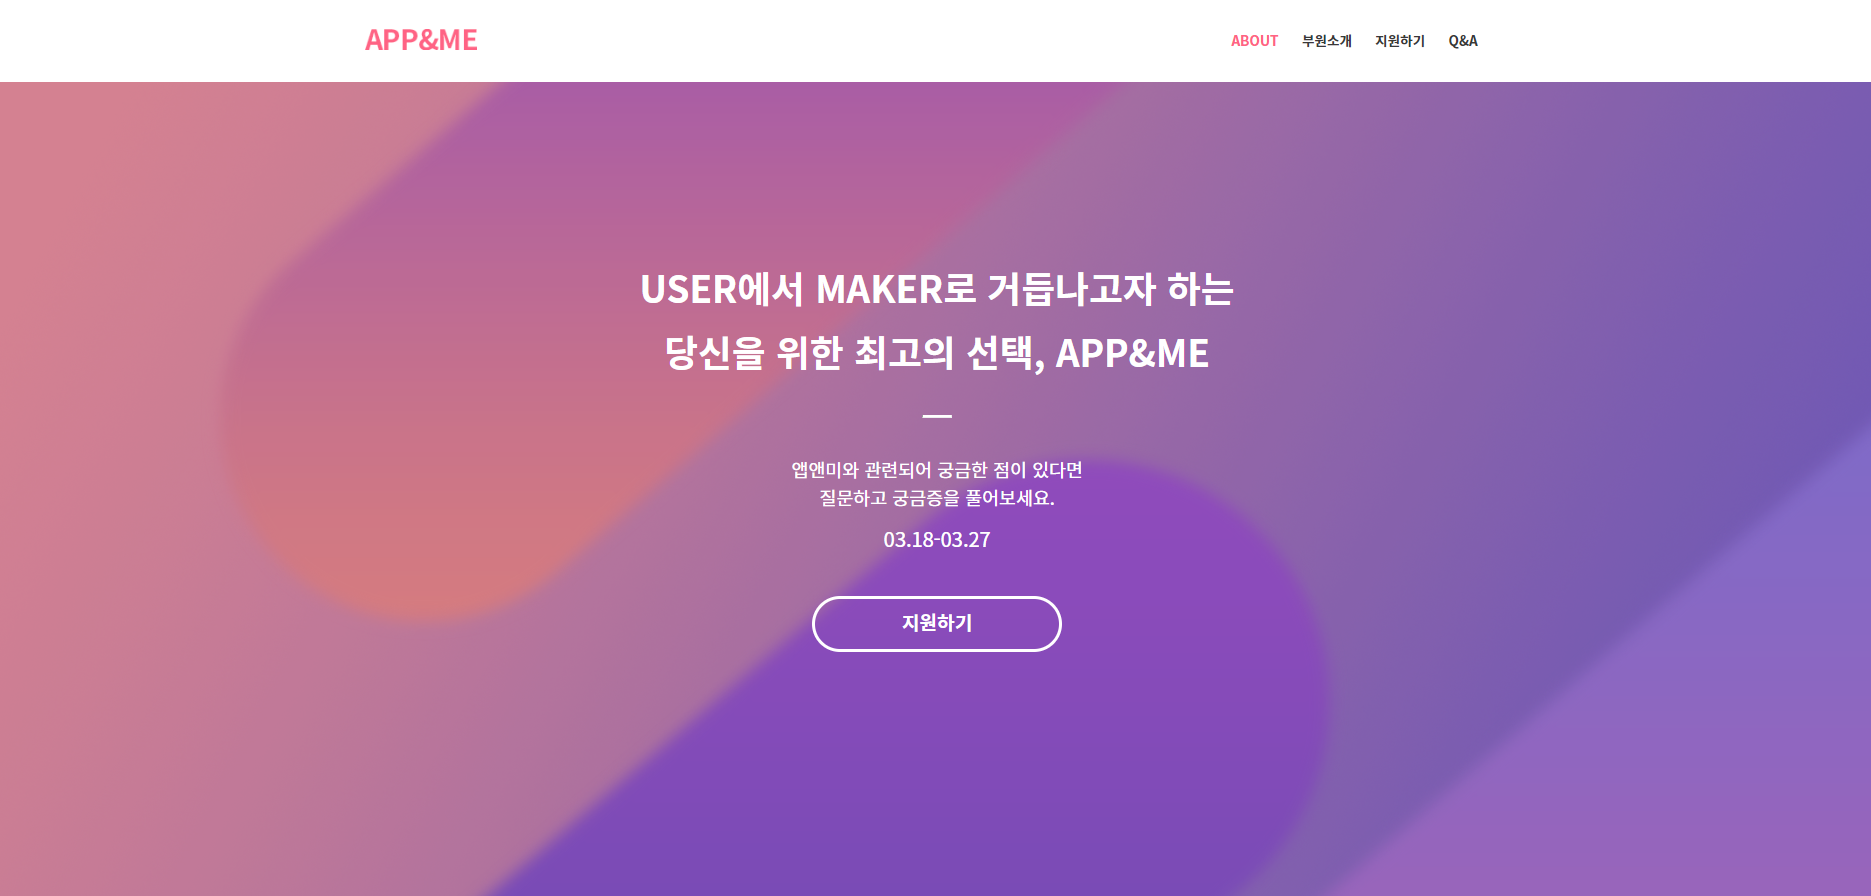 APP&ME
ABOUT 부원소개 지원하기 Q&A
USER에서 MAKER로 거듭나고자 하는
당신을 위한 최고의 선택, APP&ME
앱앤미와 관련되어 궁금한 점이 있다면
질문하고 궁금증을 풀어보세요.
03.18-03.27
지원하기